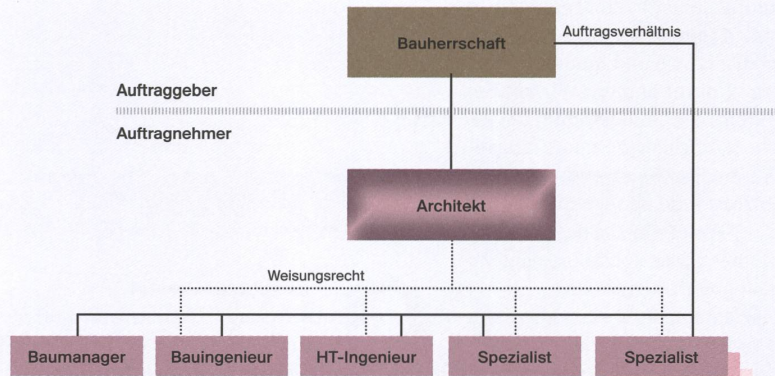 Bauherrschaft
Auftragsverhältnis
Auftraggeber
Auftragnehmer
Architekt
Weisungsrecht
Baumanager
Bauingenieur
HT-Ingenieur
Spezialist
Spezialist